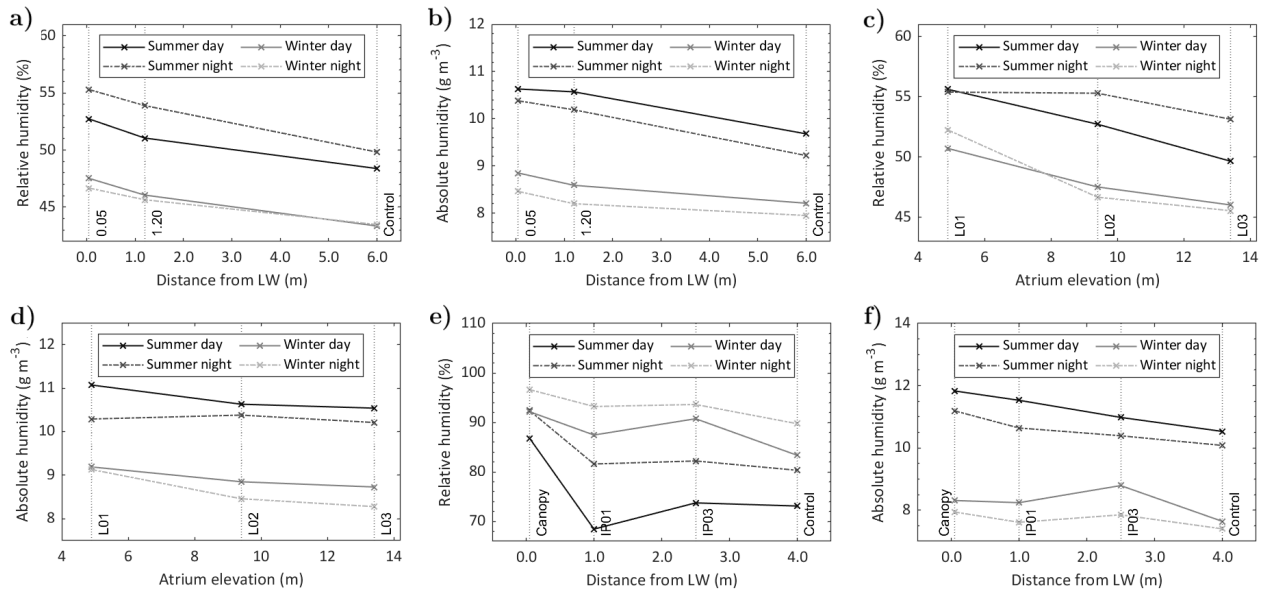 a)
60
55
50
45
Relative humidity (%)
Summer day
Winter day
Summer night
Winter night
0.05
1.20
Control
0.0 1.0 2.0 3.0 4.0 5.0 6.0
Distance from LW (m)
b)
12
11
10
9
8
Absolute humidity (g m-3)
Summer day
Winter day
Summer night
Winter night
0.05
1.20
Control
0.0 1.0 2.0 3.0 4.0 5.0 6.0
Distance from LW (m)
c)
60
55
50
45
Relative humidity (%)
Summer day
Winter day
Summer night
Winter night
L01
L02
L03
4 6 8 10 12 14
Atrium elevation (m)
d)
12
11
10
9
8
Absolute humidity (g m-3)
Summer day
Winter day
Summer night
Winter night
L01
L02
L03
4 6 8 10 12 14
Atrium elevation (m)
e)
110
100
90
80
70
Relative humidity (%)
Summer day
Winter day
Summer night
Winter night
Canopy
IP01
IP03
Control
0.0 1.0 2.0 3.0 4.0
Distance from LW (m)
f)
14
12
10
8
Absolute humidity (g m-3)
Summer day
Winter day
Summer night
Winter night
Canopy
IP01
IP03
Control
0.0 1.0 2.0 3.0 4.0
Distance from LW (m)